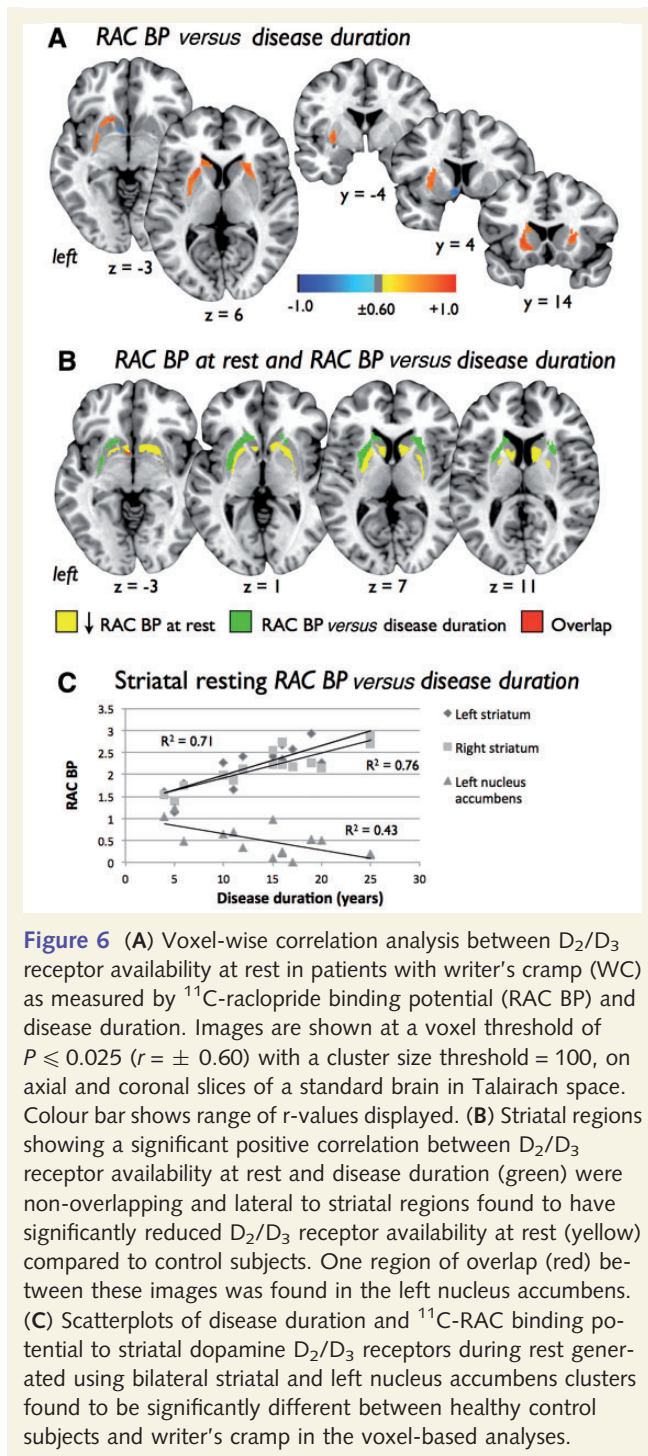 A RAC BP versus disease duration
left
z = -3
z = 6
y = -4
y = 4
y = 14
-1.0 ±0.60 +1.0
B RAC BP at rest and RAC BP versus disease duration
left
z = -3 z = 1 z = 7 z = 11
↓ RAC BP at rest RAC BP versus disease duration Overlap
C Striatal resting RAC BP versus disease duration
RAC BP
3.5
3
2.5
2
1.5
1
0.5
0
R² = 0.71
R² = 0.76
R² = 0.43
Left striatum
Right striatum
Left nucleus
accumbens
0 5 10 15 20 25 30
Disease duration (years)
Figure 6 (A) Voxel-wise correlation analysis between D₂/D₃
receptor availability at rest in patients with writer's cramp (WC)
as measured by ¹¹C-raclopride binding potential (RAC BP) and
disease duration. Images are shown at a voxel threshold of
P ⩽ 0.025 (r = ± 0.60) with a cluster size threshold = 100, on
axial and coronal slices of a standard brain in Talairach space.
Colour bar shows range of r-values displayed. (B) Striatal regions
showing a significant positive correlation between D₂/D₃
receptor availability at rest and disease duration (green) were
non-overlapping and lateral to striatal regions found to have
significantly reduced D₂/D₃ receptor availability at rest (yellow)
compared to control subjects. One region of overlap (red) be-
tween these images was found in the left nucleus accumbens.
(C) Scatterplots of disease duration and ¹¹C-RAC binding po-
tential to striatal dopamine D₂/D₃ receptors during rest gener-
ated using bilateral striatal and left nucleus accumbens clusters
found to be significantly different between healthy control
subjects and writer's cramp in the voxel-based analyses.